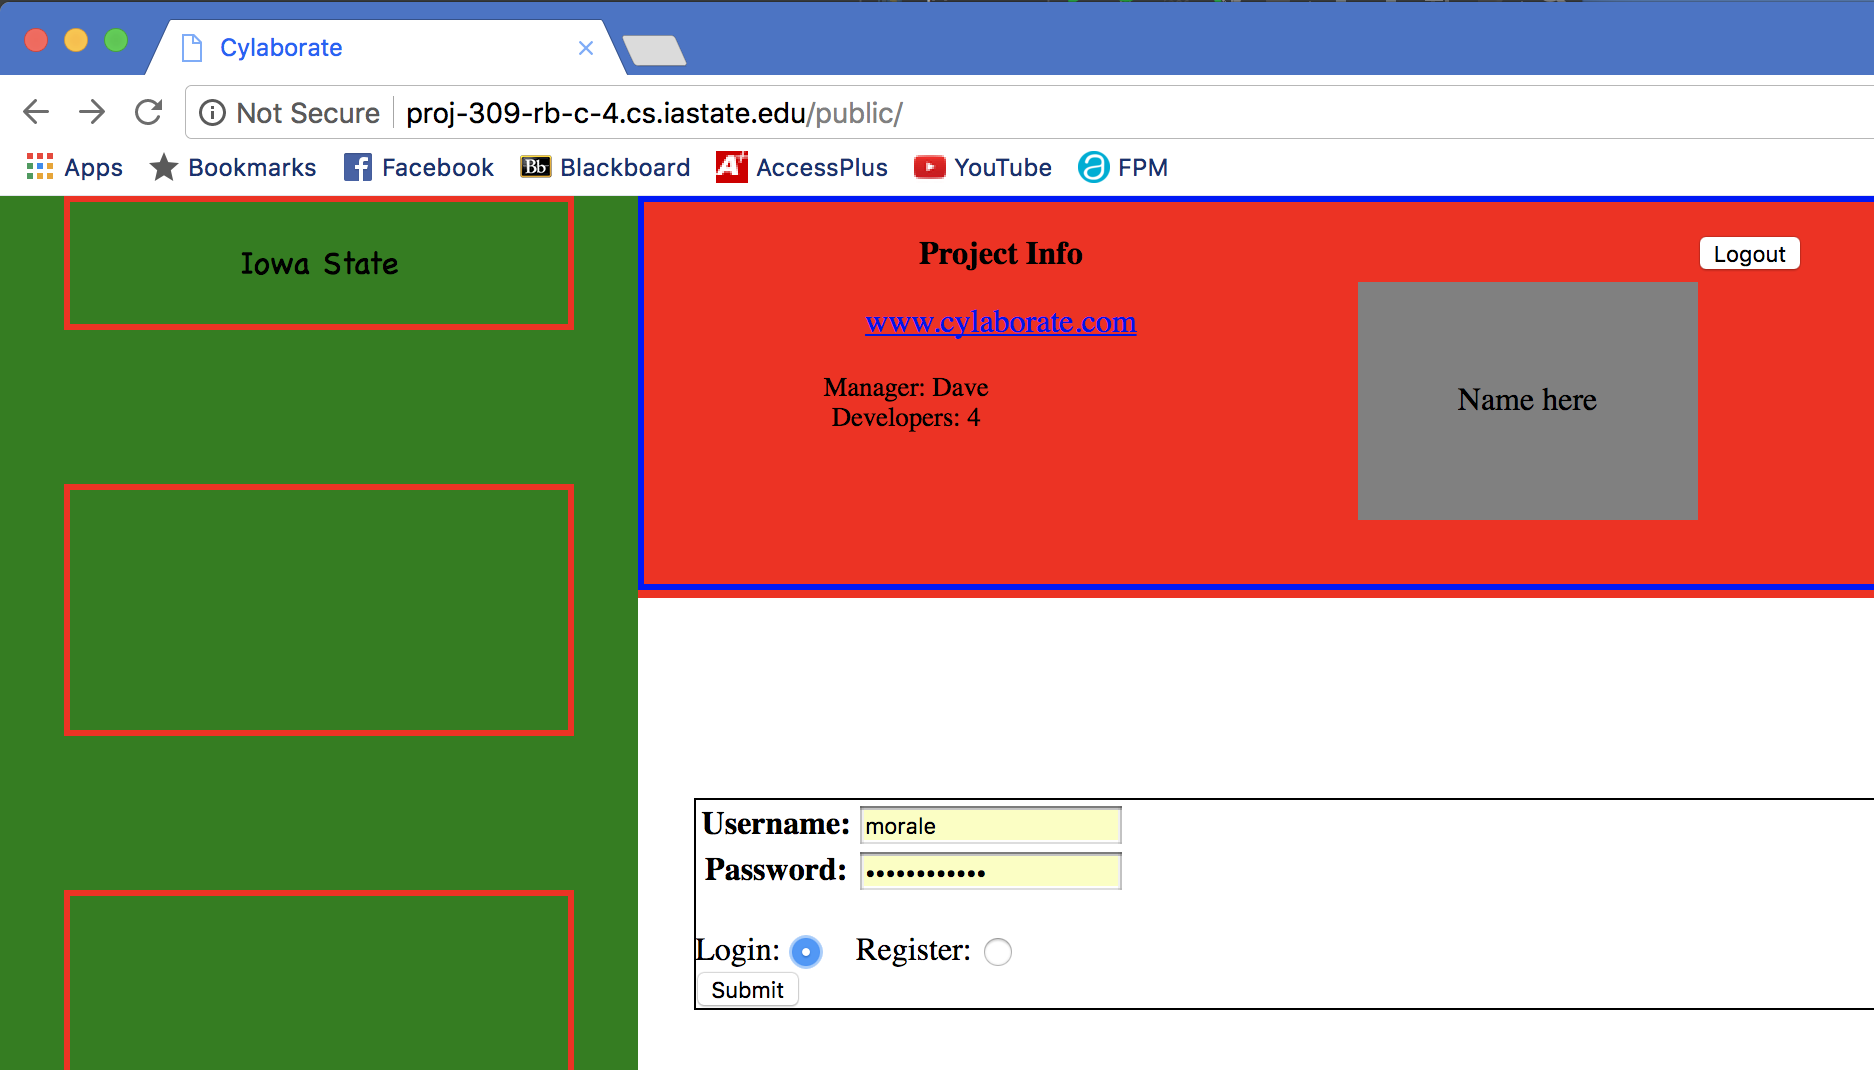 Cylaborate
Not Secure proj-309-rb-c-4.cs.iastate.edu/public/
Apps Bookmarks Facebook Bb Blackboard A+ AccessPlus YouTube FPM
Iowa State
Project Info
Logout
www.cylaborate.com
Manager: Dave
Developers: 4
Name here
Username: morale
Password: ••••••••••••
Login: Register:
Submit